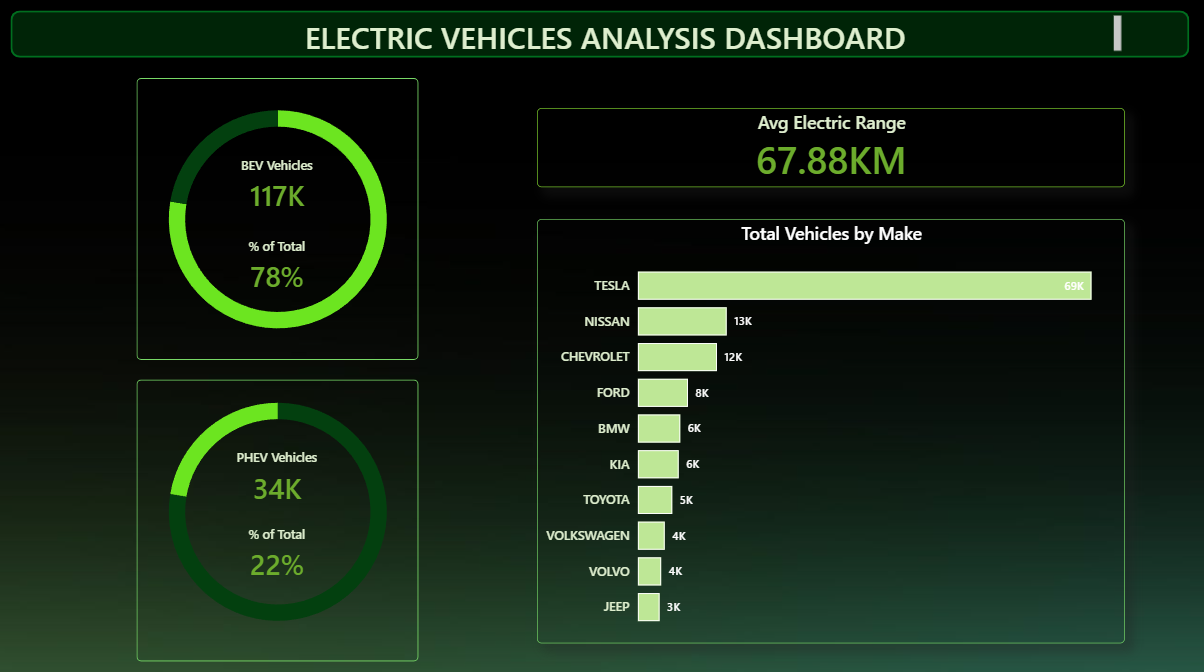 ELECTRIC VEHICLES ANALYSIS DASHBOARD
BEV Vehicles
117K
% of Total
78%
PHEV Vehicles
34K
% of Total
22%
Avg Electric Range
67.88KM
Total Vehicles by Make
TESLA 69K
NISSAN 13K
CHEVROLET 12K
FORD 8K
BMW 6K
KIA 6K
TOYOTA 5K
VOLKSWAGEN 4K
VOLVO 4K
JEEP 3K